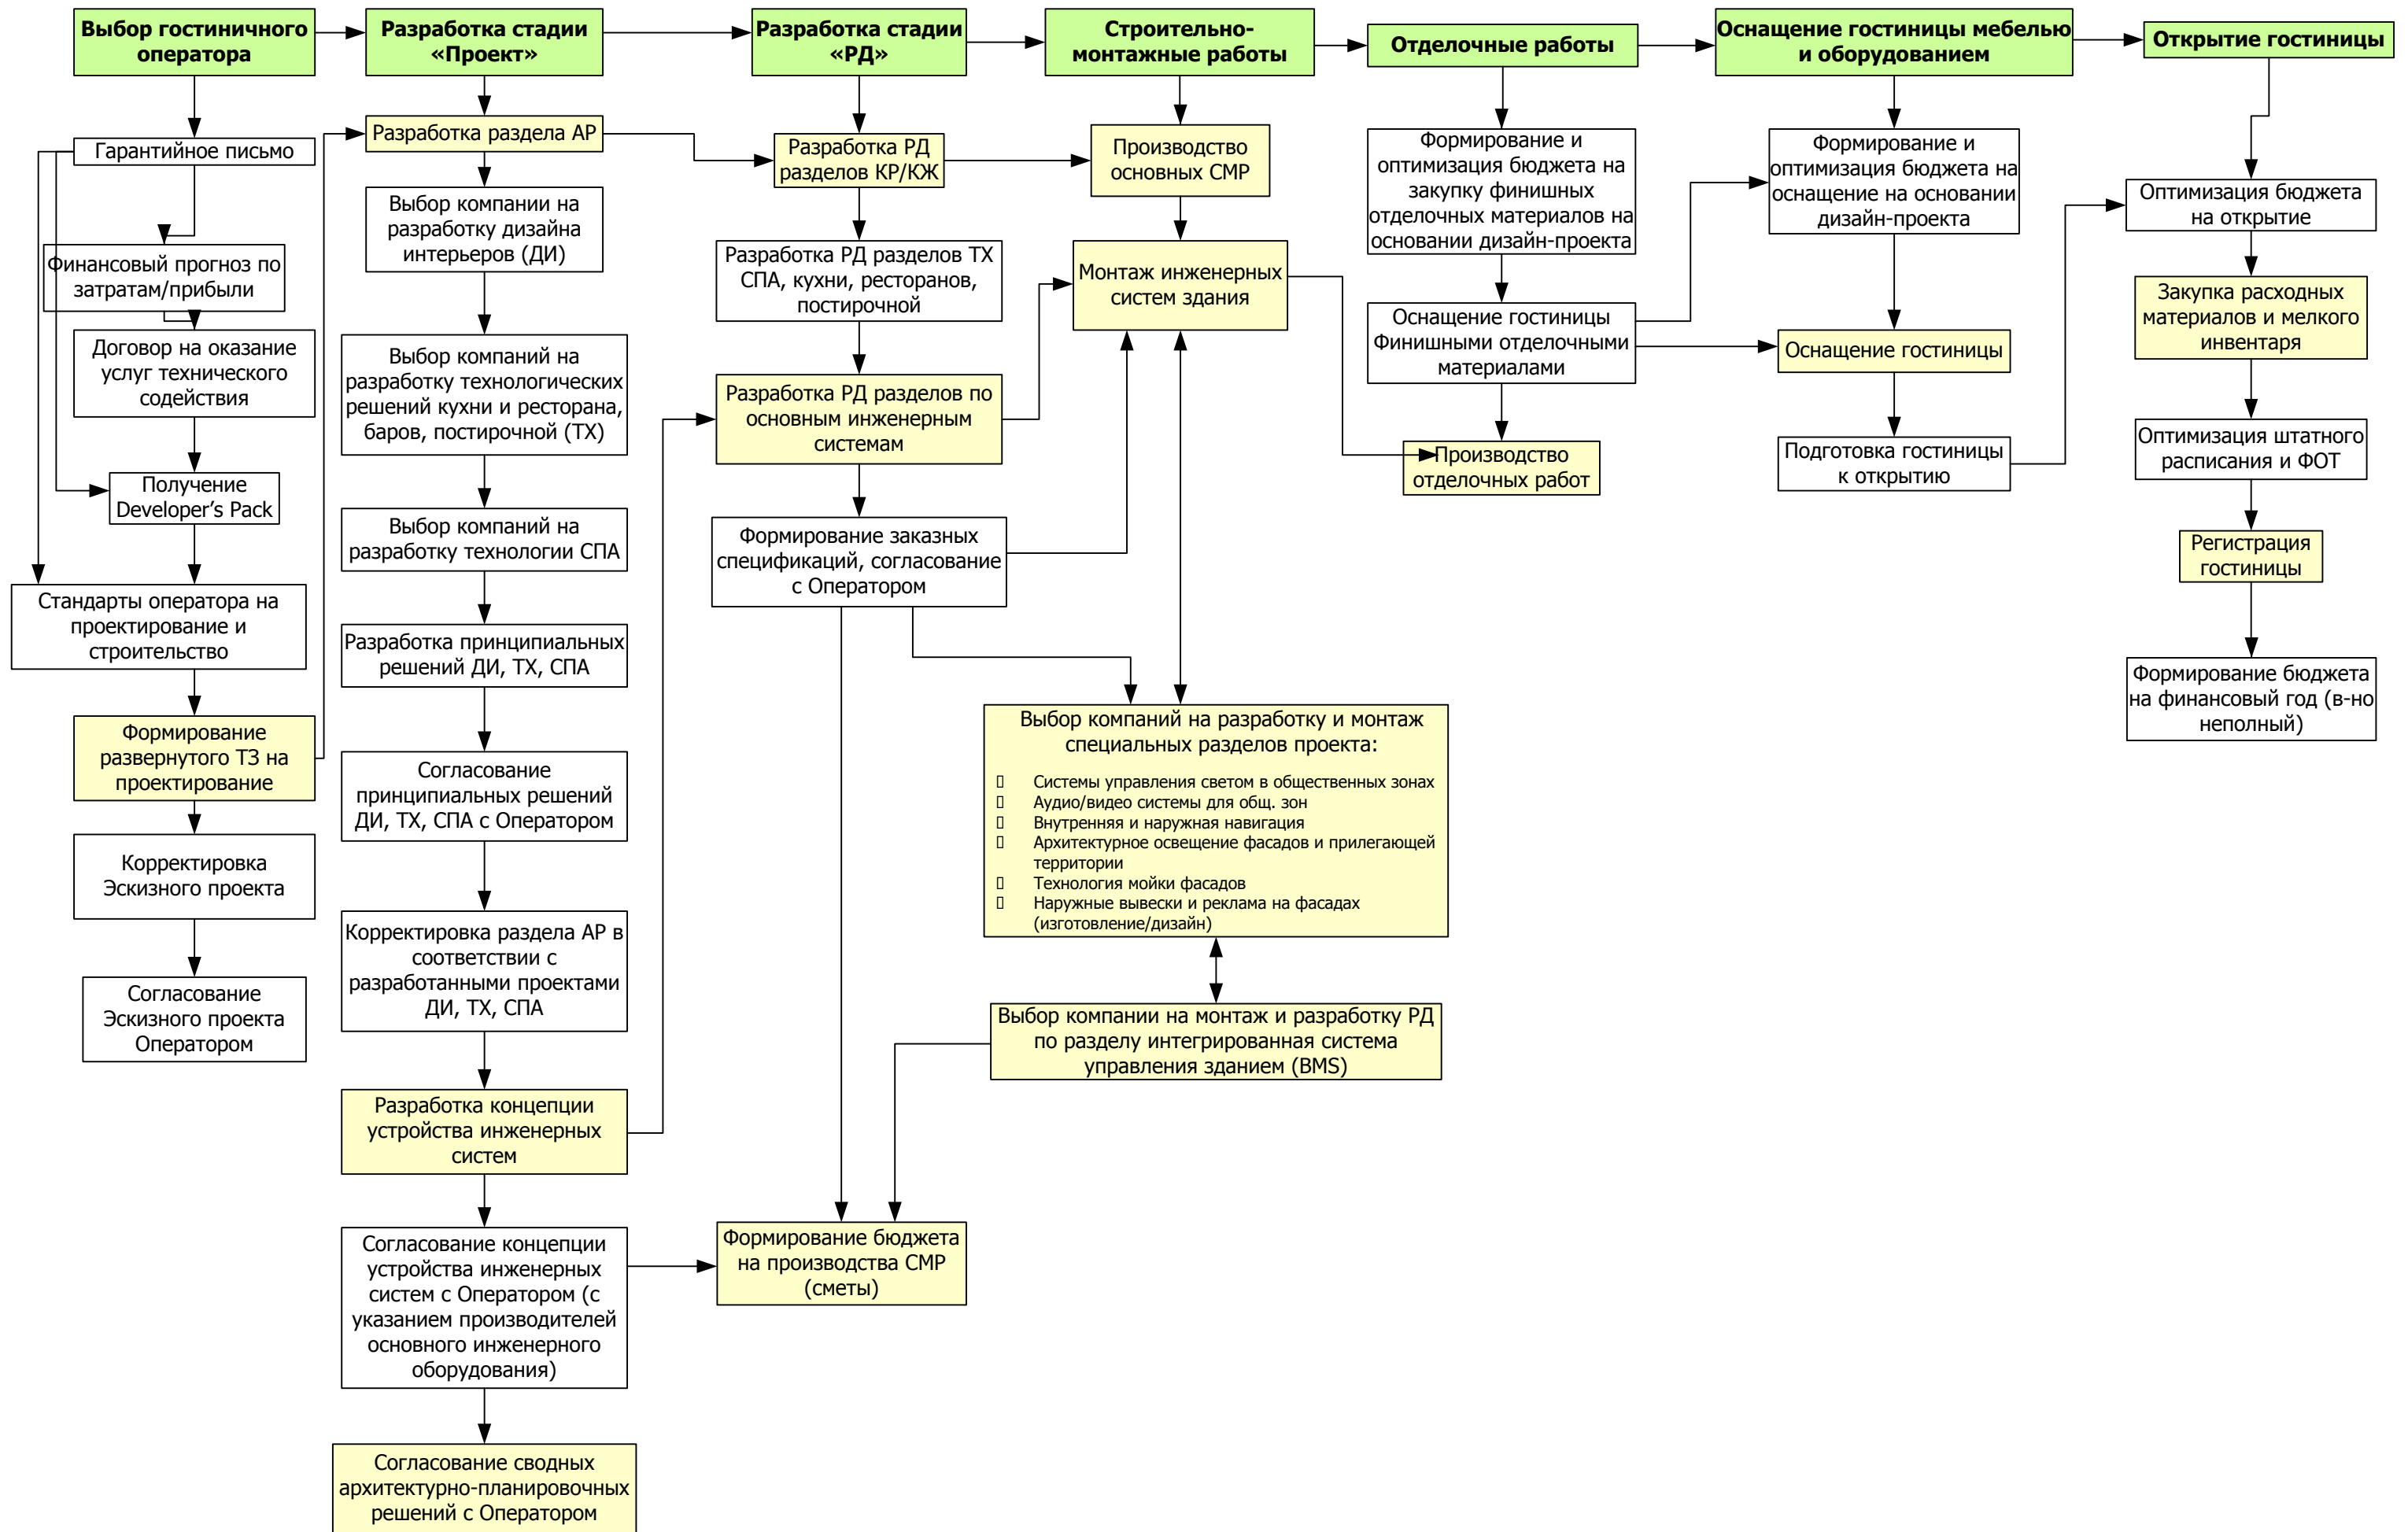 Выбор гостиничного
оператора
Гарантийное письмо
Финансовый прогноз по
затратам/прибыли
Договор на оказание
услуг технического
содействия
Получение
Developer’s Pack
Стандарты оператора на
проектирование и
строительство
Формирование
развернутого ТЗ на
проектирование
Корректировка
Эскизного проекта
Согласование
Эскизного проекта
Оператором
Разработка стадии
«Проект»
Разработка раздела АР
Выбор компании на
разработку дизайна
интерьеров (ДИ)
Выбор компаний на
разработку технологических
решений кухни и ресторана,
баров, постирочной (ТХ)
Выбор компаний на
разработку технологии СПА
Разработка принципиальных
решений ДИ, ТХ, СПА
Согласование
принципиальных решений
ДИ, ТХ, СПА с Оператором
Корректировка раздела АР в
соответствии с
разработанными проектами
ДИ, ТХ, СПА
Разработка концепции
устройства инженерных
систем
Согласование концепции
устройства инженерных
систем с Оператором (с
указанием производителей
основного инженерного
оборудования)
Согласование сводных
архитектурно-планировочных
решений с Оператором
Разработка стадии
«РД»
Разработка РД
разделов КР/КЖ
Разработка РД разделов ТХ
СПА, кухни, ресторанов,
постирочной
Разработка РД разделов по
основным инженерным
системам
Формирование заказных
спецификаций, согласование
с Оператором
Формирование бюджета
на производства СМР
(сметы)
Строительно-
монтажные работы
Производство
основных СМР
Монтаж инженерных
систем здания
Выбор компаний на разработку и монтаж
специальных разделов проекта:
Системы управления светом в общественных зонах
Аудио/видео системы для общ. зон
Внутренняя и наружная навигация
Архитектурное освещение фасадов и прилегающей
территории
Технология мойки фасадов
Наружные вывески и реклама на фасадах
(изготовление/дизайн)
Выбор компании на монтаж и разработку РД
по разделу интегрированная система
управления зданием (BMS)
Отделочные работы
Формирование и
оптимизация бюджета на
закупку финишных
отделочных материалов на
основании дизайн-проекта
Оснащение гостиницы
Финишными отделочными
материалами
Производство
отделочных работ
Оснащение гостиницы мебелью
и оборудованием
Формирование и
оптимизация бюджета на
оснащение на основании
дизайн-проекта
Оснащение гостиницы
Подготовка гостиницы
к открытию
Открытие гостиницы
Оптимизация бюджета
на открытие
Закупка расходных
материалов и мелкого
инвентаря
Оптимизация штатного
расписания и ФОТ
Регистрация
гостиницы
Формирование бюджета
на финансовый год (в-но
неполный)